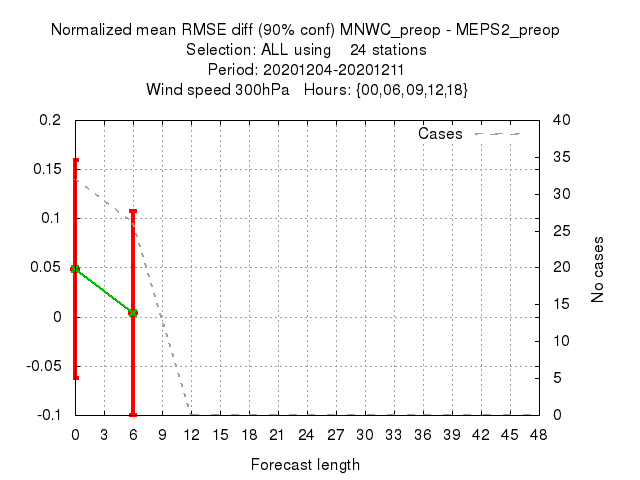 Normalized mean RMSE diff (90% conf) MNWC_preop - MEPS2_preop
Selection: ALL using    24 stations
Period: 20201204-20201211
Wind speed 300hPa   Hours: {00,06,09,12,18}
Cases
0.2
0.15
0.1
0.05
0
-0.05
-0.1
40
35
30
25
20
15
10
5
0
No cases
0 3 6 9 12 15 18 21 24 27 30 33 36 39 42 45 48
Forecast length